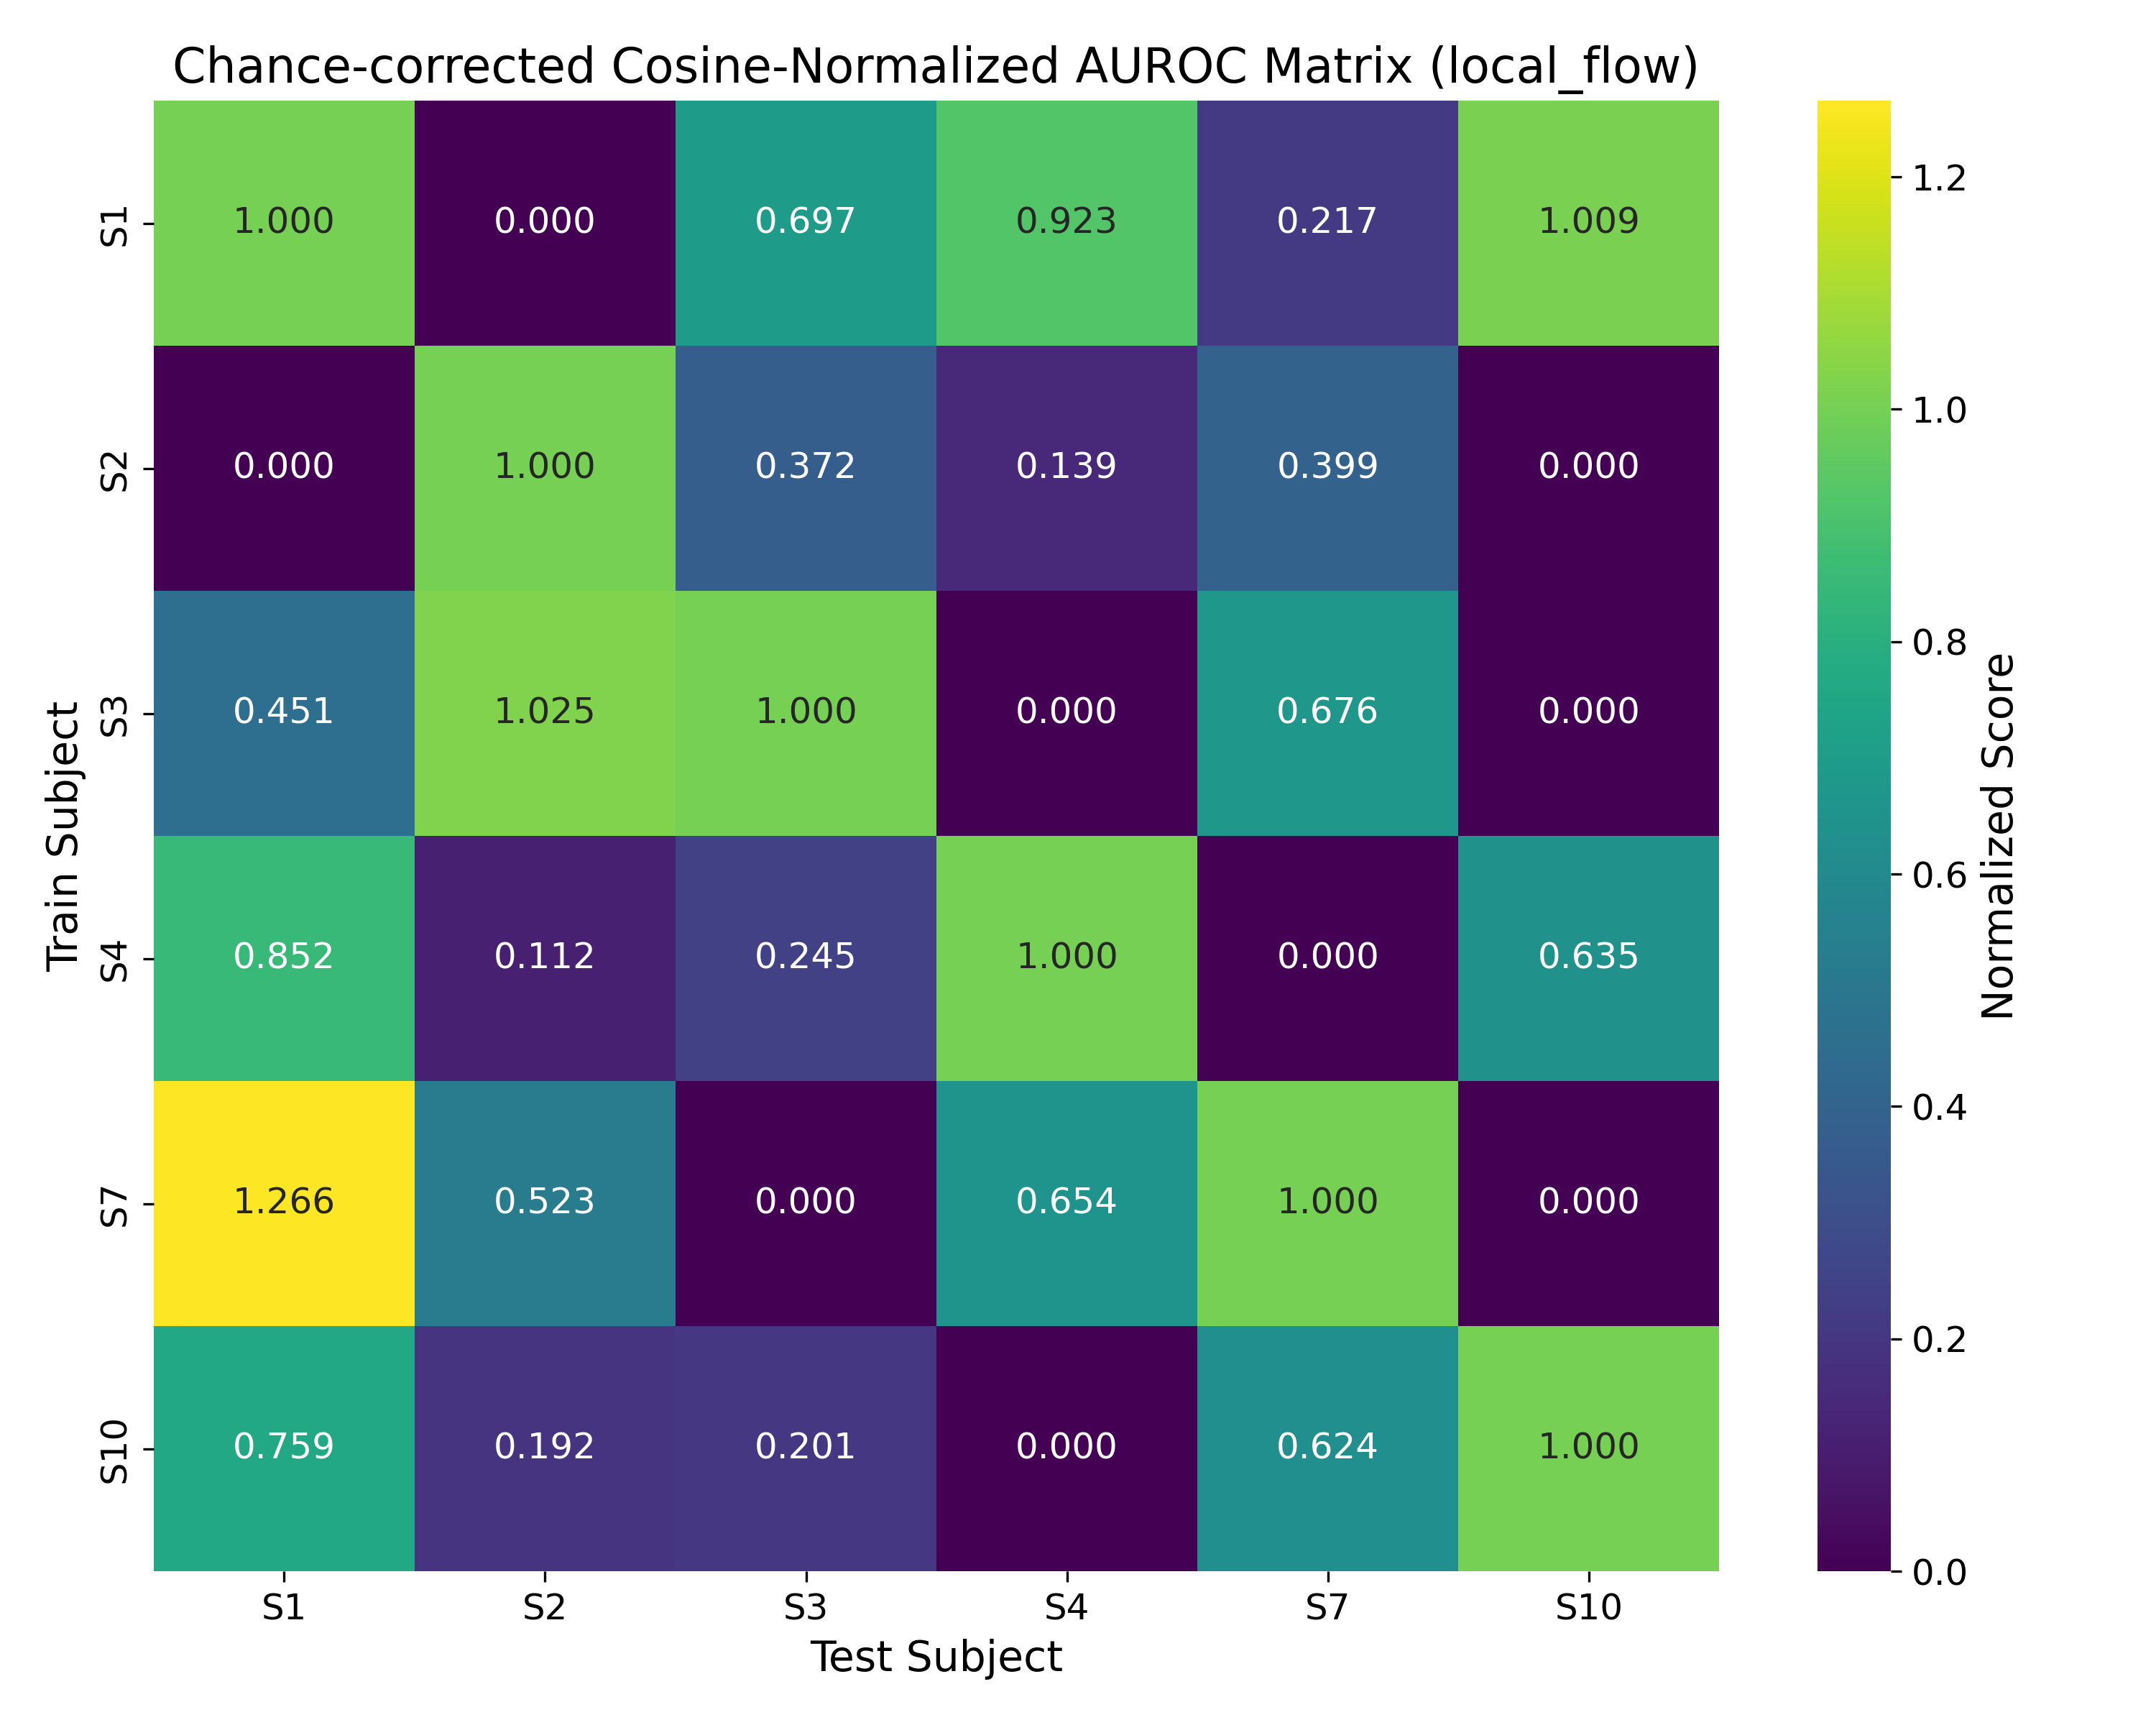 Chance-corrected Cosine-Normalized AUROC Matrix (local_flow)
S1 1.000 0.000 0.697 0.923 0.217 1.009
S2 0.000 1.000 0.372 0.139 0.399 0.000
S3 0.451 1.025 1.000 0.000 0.676 0.000
S4 0.852 0.112 0.245 1.000 0.000 0.635
S7 1.266 0.523 0.000 0.654 1.000 0.000
S10 0.759 0.192 0.201 0.000 0.624 1.000
S1 S2 S3 S4 S7 S10
Test Subject
Train Subject
1.2
1.0
0.8
0.6
0.4
0.2
0.0
Normalized Score